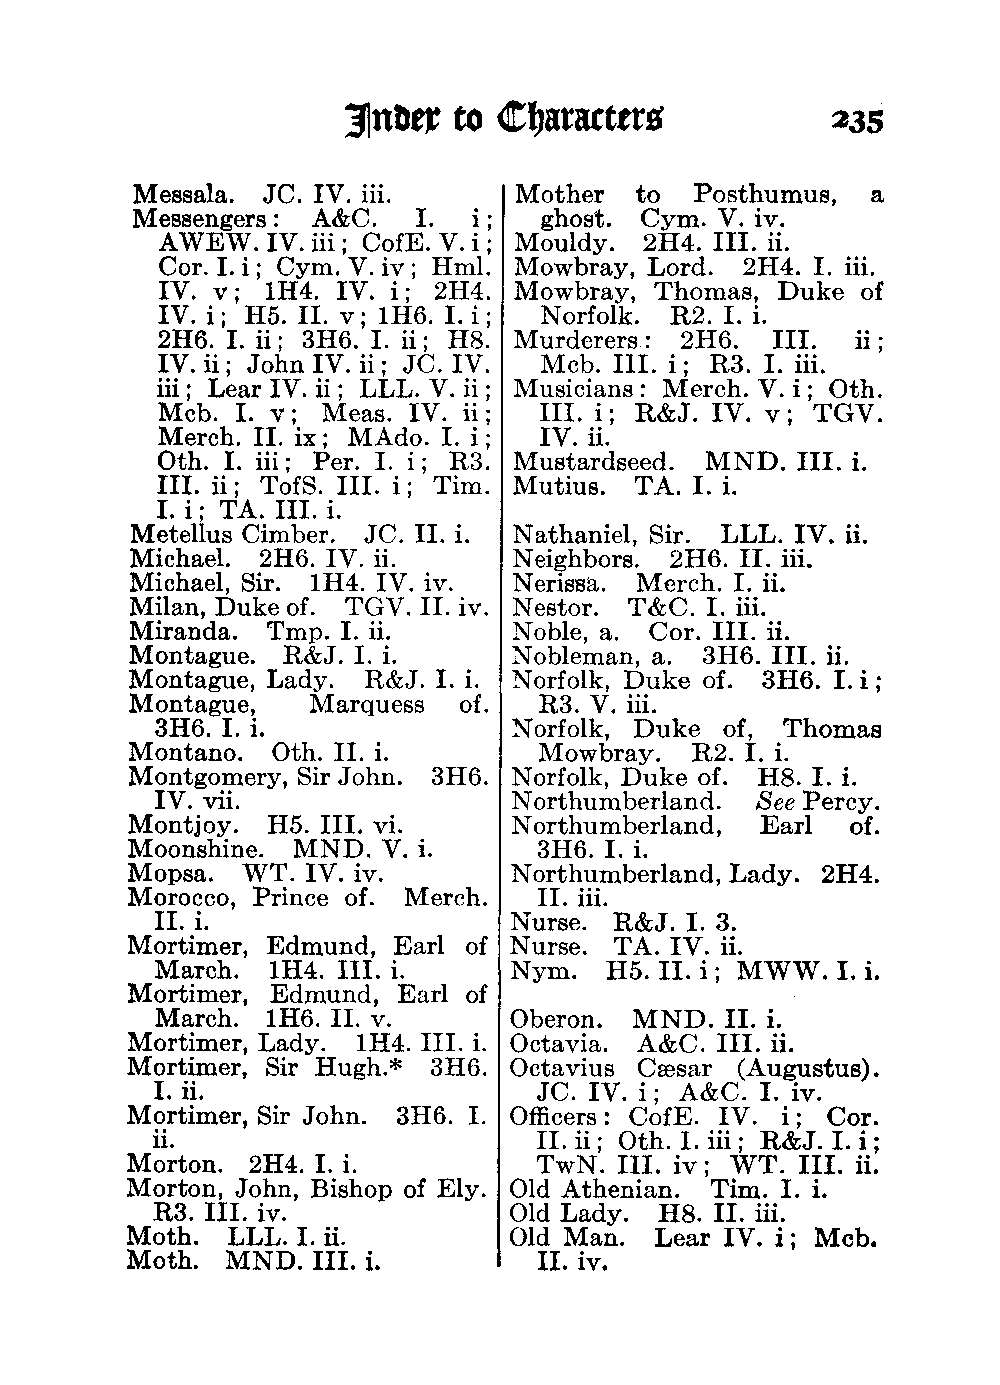 Index to Characters 235
Messala. JC. IV. iii.
Messengers: A&C. I. i;
AWEW. IV. iii; CofE. V. i;
Cor. I. i; Cym. V. iv; Hml.
IV. v; 1H4. IV. i; 2H4.
IV. i; H5. II. v; 1H6. I. i;
2H6. I. ii; 3H6. I. ii; H8.
IV. ii; John IV. ii; JC. IV.
iii; Lear IV. ii; LLL. V. ii;
Mcb. I. v; Meas. IV. ii;
Merch. II. ix; MAdo. I. i;
Oth. I. iii; Per. I. i; R3.
III. ii; TofS. III. i; Tim.
I. i; TA. III. i.
Metellus Cimber. JC. II. i.
Michael. 2H6. IV. ii.
Michael, Sir. 1H4. IV. iv.
Milan, Duke of. TGV. II. iv.
Miranda. Tmp. I. ii.
Montague. R&J. I. i.
Montague, Lady. R&J. I. i.
Montague, Marquess of.
3H6. I. i.
Montano. Oth. II. i.
Montgomery, Sir John. 3H6.
IV. vii.
Montjoy. H5. III. vi.
Moonshine. MND. V. i.
Mopsa. WT. IV. iv.
Morocco, Prince of. Merch.
II. i.
Mortimer, Edmund, Earl of
March. 1H4. III. i.
Mortimer, Edmund, Earl of
March. 1H6. II. v.
Mortimer, Lady. 1H4. III. i.
Mortimer, Sir Hugh.* 3H6.
I. ii.
Mortimer, Sir John. 3H6. I.
ii.
Morton. 2H4. I. i.
Morton, John, Bishop of Ely.
R3. III. iv.
Moth. LLL. I. ii.
Moth. MND. III. i.
Mother to Posthumus, a
ghost. Cym. V. iv.
Mouldy. 2H4. III. ii.
Mowbray, Lord. 2H4. I. iii.
Mowbray, Thomas, Duke of
Norfolk. R2. I. i.
Murderers: 2H6. III. ii;
Mcb. III. i; R3. I. iii.
Musicians: Merch. V. i; Oth.
III. i; R&J. IV. v; TGV.
IV. ii.
Mustardseed. MND. III. i.
Mutius. TA. I. i.
Nathaniel, Sir. LLL. IV. ii.
Neighbors. 2H6. II. iii.
Nerissa. Merch. I. ii.
Nestor. T&C. I. iii.
Noble, a. Cor. III. ii.
Nobleman, a. 3H6. III. ii.
Norfolk, Duke of. 3H6. I. i;
R3. V. iii.
Norfolk, Duke of, Thomas
Mowbray. R2. I. i.
Norfolk, Duke of. H8. I. i.
Northumberland. See Percy.
Northumberland, Earl of.
3H6. I. i.
Northumberland, Lady. 2H4.
II. iii.
Nurse. R&J. I. 3.
Nurse. TA. IV. ii.
Nym. H5. II. i; MWW. I. i.
Oberon. MND. II. i.
Octavia. A&C. III. ii.
Octavius Cæsar (Augustus).
JC. IV. i; A&C. I. iv.
Officers: CofE. IV. i; Cor.
II. ii; Oth. I. iii; R&J. I. i;
TwN. III. iv; WT. III. ii.
Old Athenian. Tim. I. i.
Old Lady. H8. II. iii.
Old Man. Lear IV. i; Mcb.
II. iv.